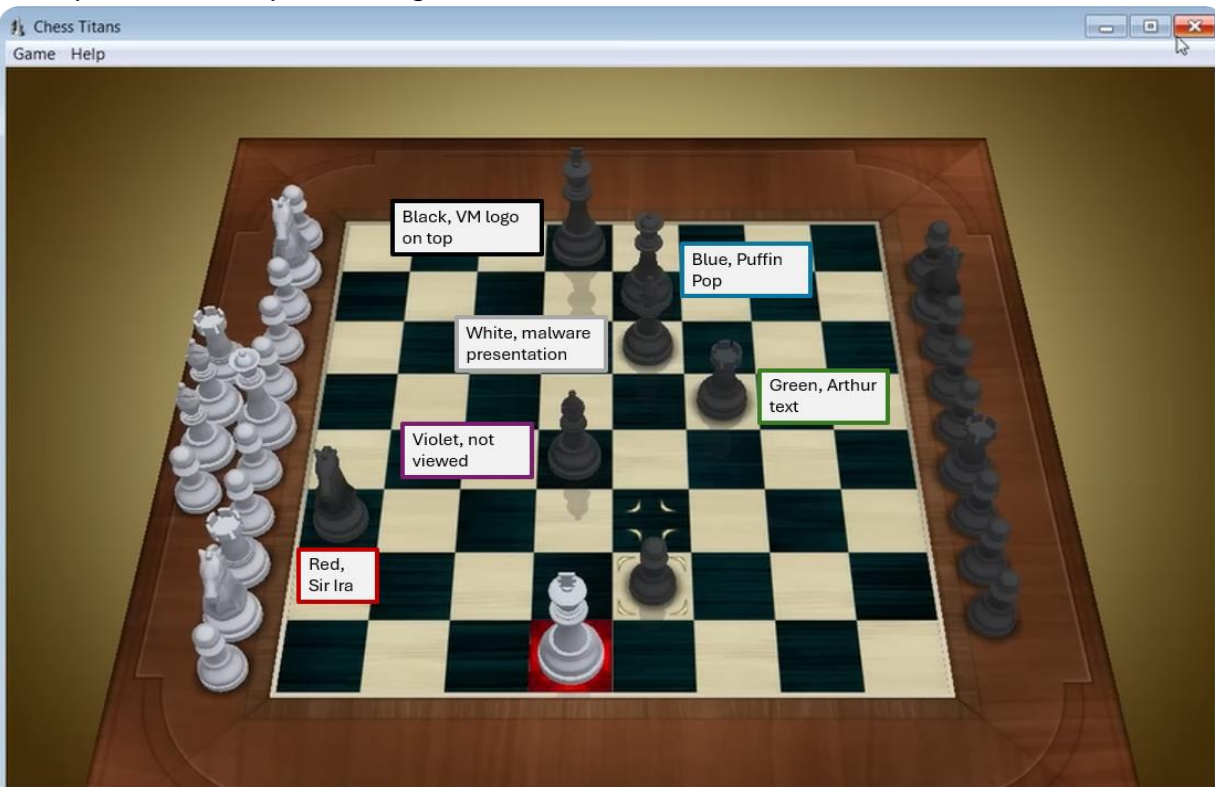 Chess Titans
Game Help
Black, VM logo
on top
Blue, Puffin
Pop
White, malware
presentation
Green, Arthur
text
Violet, not
viewed
Red,
Sir Ira